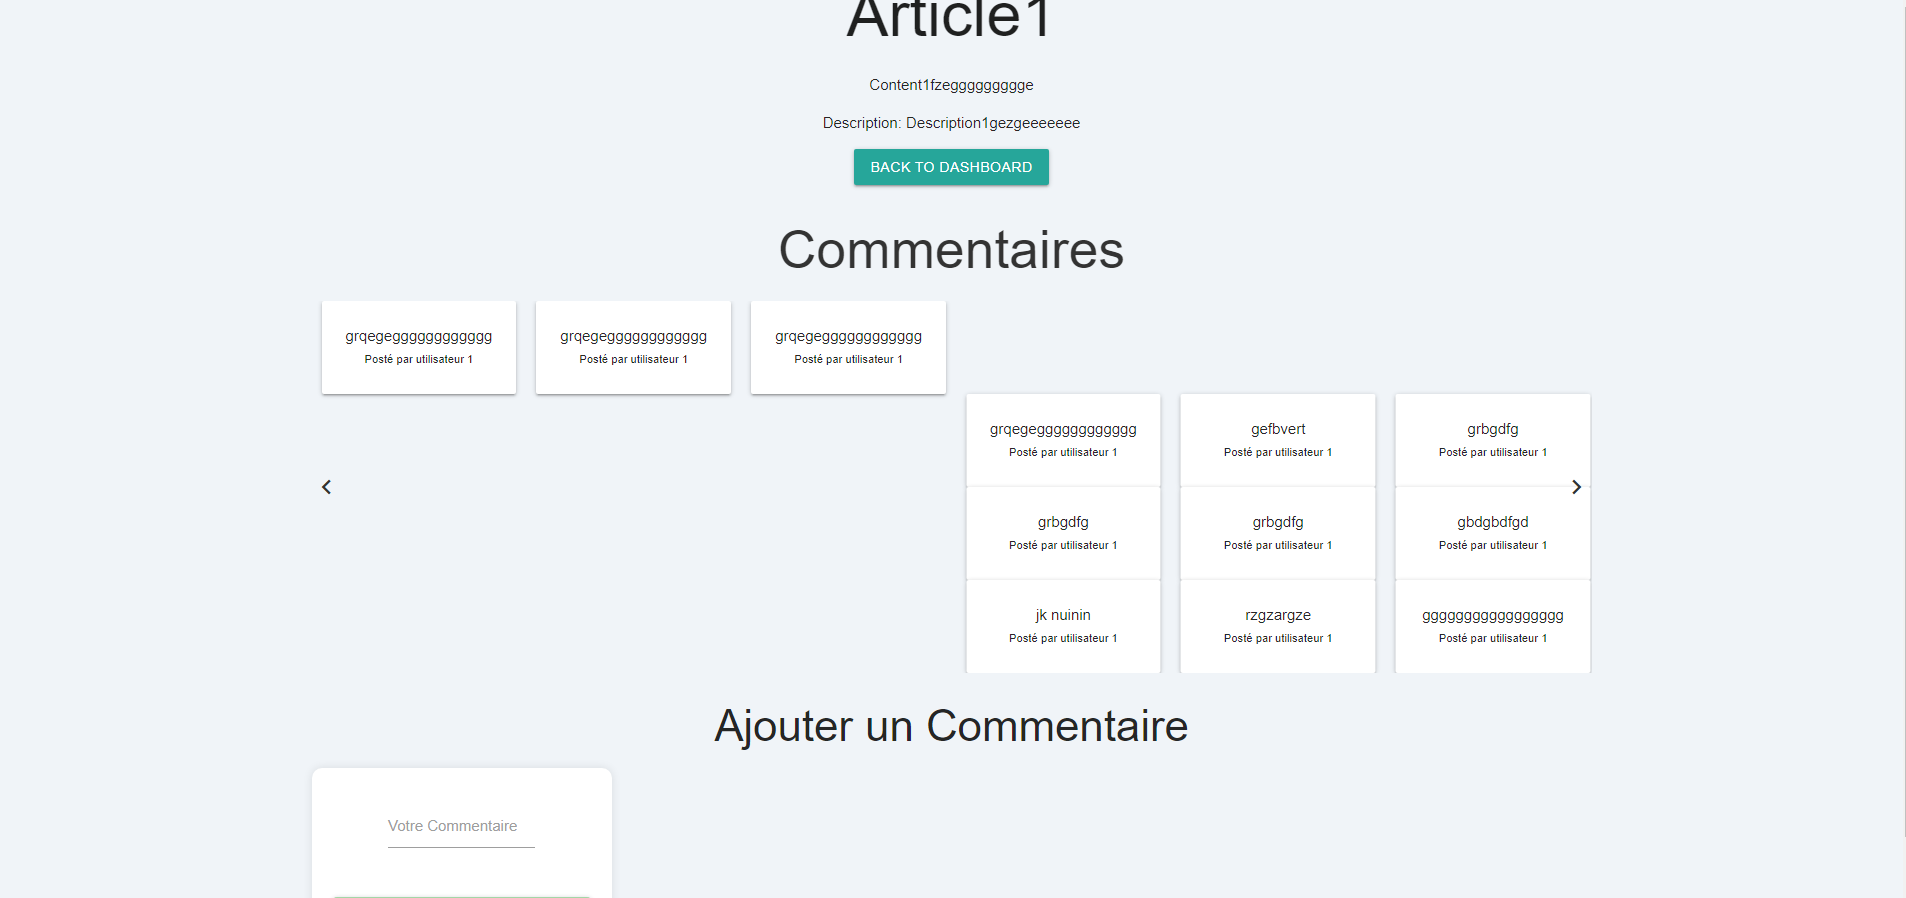 Article1
Content1fzeggggggggge
Description: Description1gezgeeeeeee
BACK TO DASHBOARD
Commentaires
grqegegggggggggggg
Posté par utilisateur 1
grqegegggggggggggg
Posté par utilisateur 1
grqegegggggggggggg
Posté par utilisateur 1
grqegegggggggggggg
Posté par utilisateur 1
gefbvert
Posté par utilisateur 1
grbgdfg
Posté par utilisateur 1
grbgdfg
Posté par utilisateur 1
grbgdfg
Posté par utilisateur 1
gbdgbdfgd
Posté par utilisateur 1
jk nuinin
Posté par utilisateur 1
rzgzargze
Posté par utilisateur 1
ggggggggggggggggg
Posté par utilisateur 1
Ajouter un Commentaire
Votre Commentaire